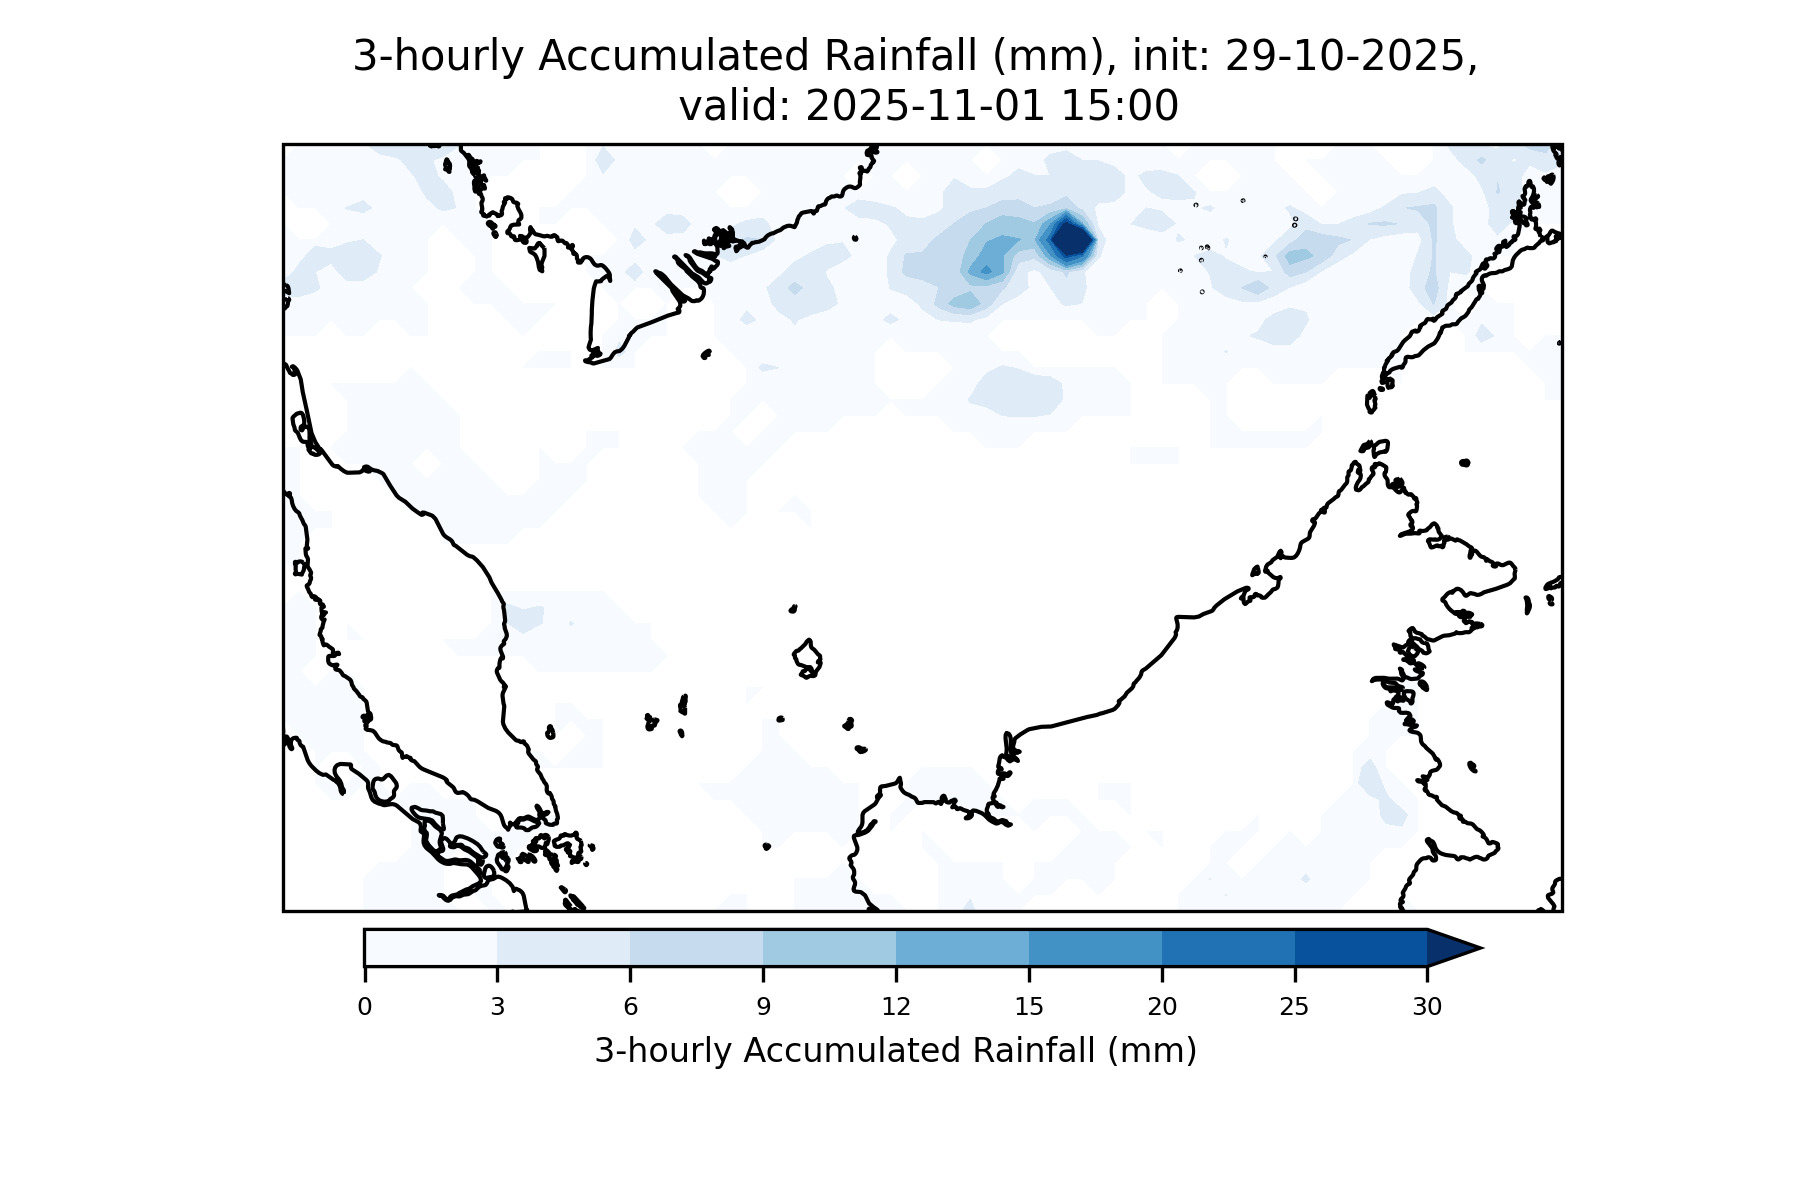 3-hourly Accumulated Rainfall (mm), init: 29-10-2025,
valid: 2025-11-01 15:00
0 3 6 9 12 15 20 25 30
3-hourly Accumulated Rainfall (mm)